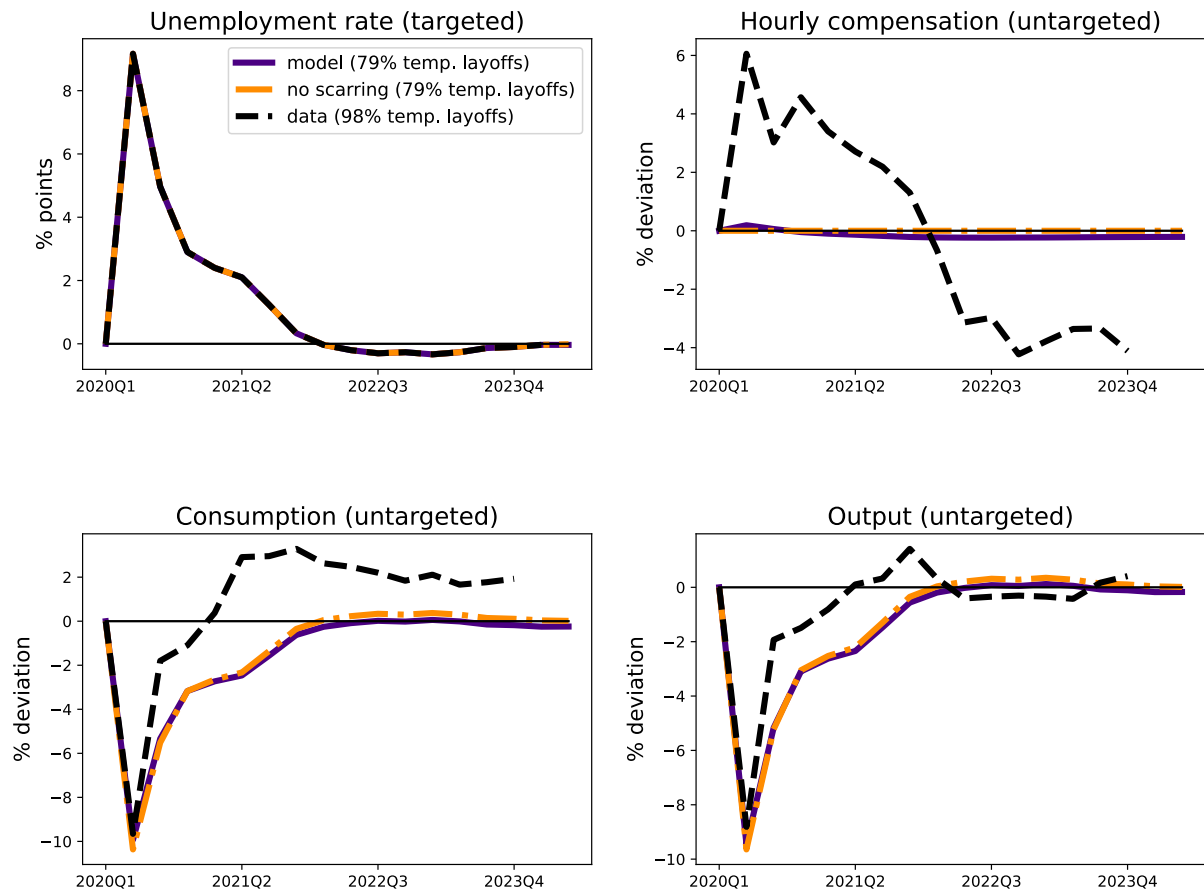 Unemployment rate (targeted)
% points
8
6
4
2
0
2020Q1
2021Q2
2022Q3
2023Q4
model (79% temp. layoffs)
no scarring (79% temp. layoffs)
data (98% temp. layoffs)
Hourly compensation (untargeted)
% deviation
6
4
2
0
−2
−4
2020Q1
2021Q2
2022Q3
2023Q4
Consumption (untargeted)
% deviation
2
0
−2
−4
−6
−8
−10
2020Q1
2021Q2
2022Q3
2023Q4
Output (untargeted)
% deviation
0
−2
−4
−6
−8
−10
2020Q1
2021Q2
2022Q3
2023Q4